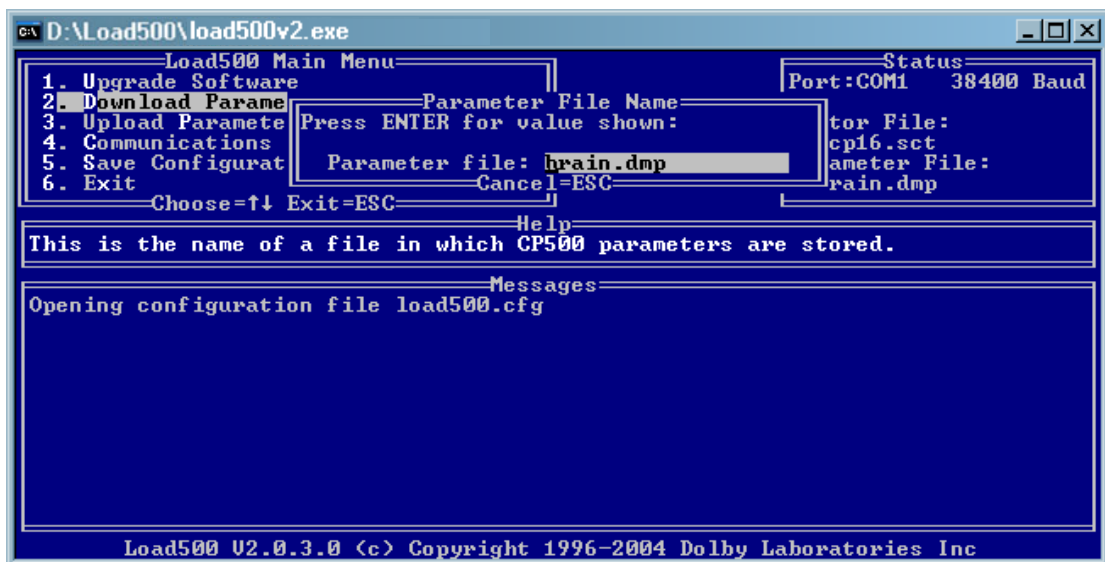 D:\Load500\load500v2.exe
Load500 Main Menu
1. Upgrade Software
2. Download Parame
3. Upload Paramete
4. Communications
5. Save Configurat
6. Exit
Choose=↑↓ Exit=ESC
Parameter File Name
Press ENTER for value shown:
Parameter file: brain.dmp
Cancel=ESC
Status
Port:COM1 38400 Baud
tor File:
cp16.sct
ameter File:
rain.dmp
Help
This is the name of a file in which CP500 parameters are stored.
Messages
Opening configuration file load500.cfg
Load500 V2.0.3.0 (c) Copyright 1996-2004 Dolby Laboratories Inc